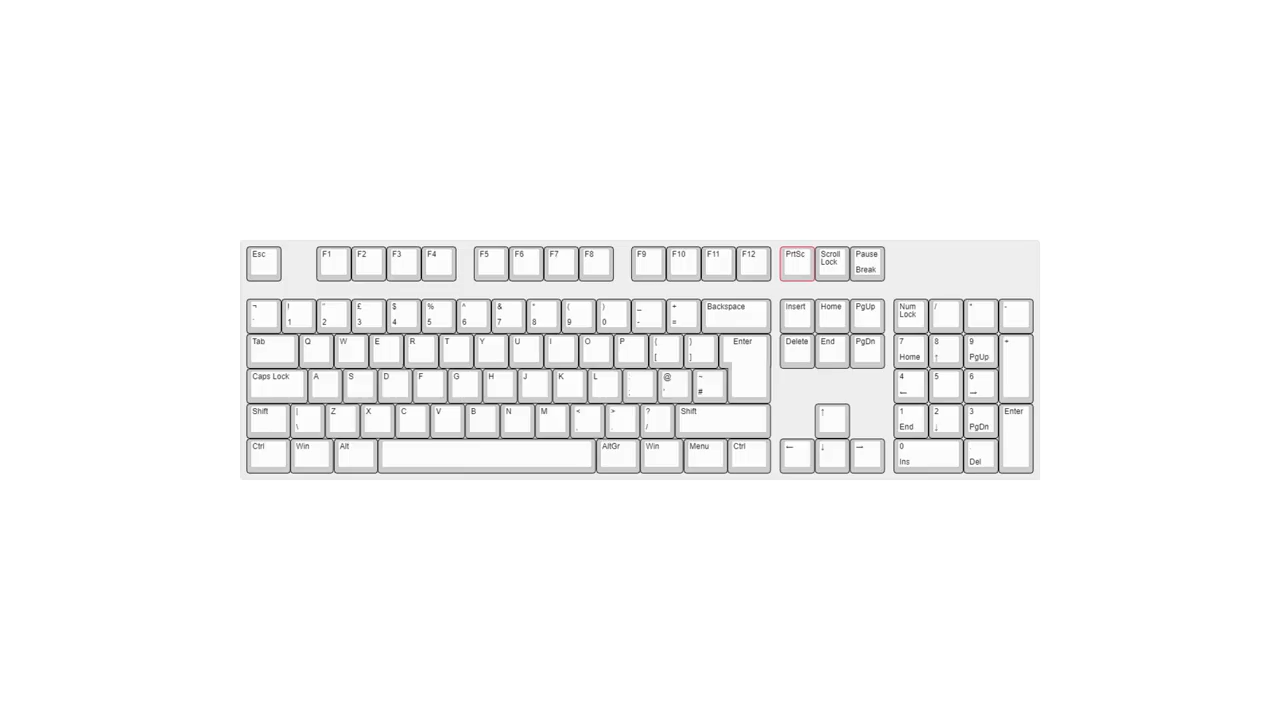 Esc F1 F2 F3 F4 F5 F6 F7 F8 F9 F10 F11 F12 PrtSc Scroll Lock Pause Break
¬ ` ! 1 " 2 £ 3 $ 4 % 5 ^ 6 & 7 * 8 ( 9 ) 0 _ - + = Backspace Insert Home PgUp Num Lock / * -
Tab Q W E R T Y U I O P { [ } ] Enter Delete End PgDn 7 Home 8 ↑ 9 PgUp +
Caps Lock A S D F G H J K L @ ' ~ # 4 ← 5 6 →
Shift | \ Z X C V B N M < , > . ? / Shift ↑ 1 End 2 ↓ 3 PgDn Enter
Ctrl Win Alt AltGr Win Menu Ctrl ← ↓ → 0 Ins . Del